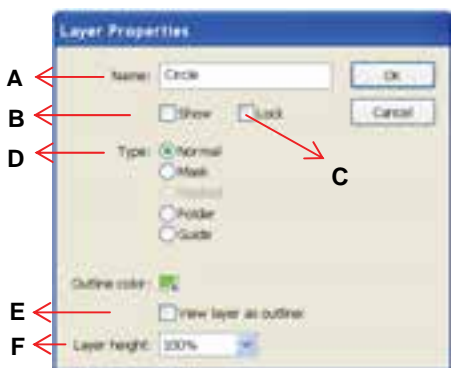 Layer Properties
A Name: Circle OK
B Show Lock Cancel
D Type: Normal C
Mask
Folder
Guide
Outline color:
E View layer as outlines
F Layer height: 100%